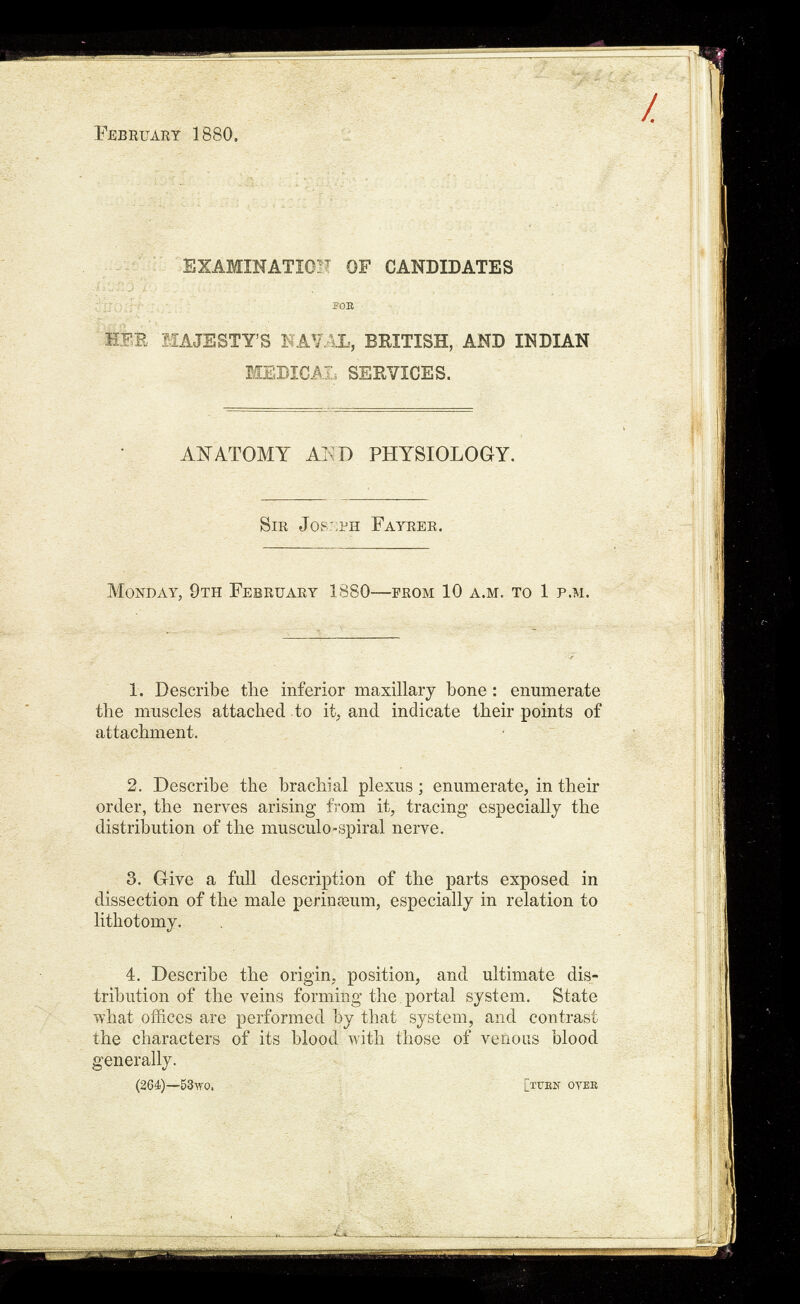 1.
FEBRUARY 1880.
EXAMINATION OF CANDIDATES
FOR
HER MAJESTY'S NAVAL, BRITISH, AND INDIAN
MEDICAL SERVICES.
ANATOMY AND PHYSIOLOGY.
SIR JOSEPH FAYRER.
MONDAY, 9TH FEBRUARY 1880—FROM 10 A.M. TO 1 P.M.
1. Describe the inferior maxillary bone: enumerate
the muscles attached to it, and indicate their points of
attachment.
2. Describe the brachial plexus; enumerate, in their
order, the nerves arising from it, tracing especially the
distribution of the musculo-spiral nerve.
3. Give a full description of the parts exposed in
dissection of the male perinæum, especially in relation to
lithotomy.
4. Describe the origin, position, and ultimate dis-
tribution of the veins forming the portal system. State
what offices are performed by that system, and contrast
the characters of its blood with those of venous blood
generally.
(264)—53wo. [TURN OVER